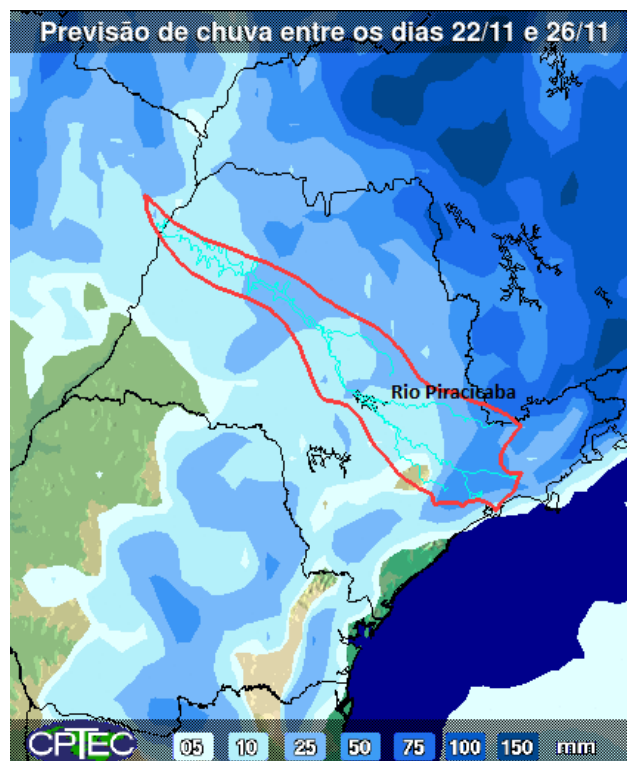 Previsão de chuva entre os dias 22/11 e 26/11
Rio Piracicaba
CPTEC 05 10 25 50 75 100 150 mm